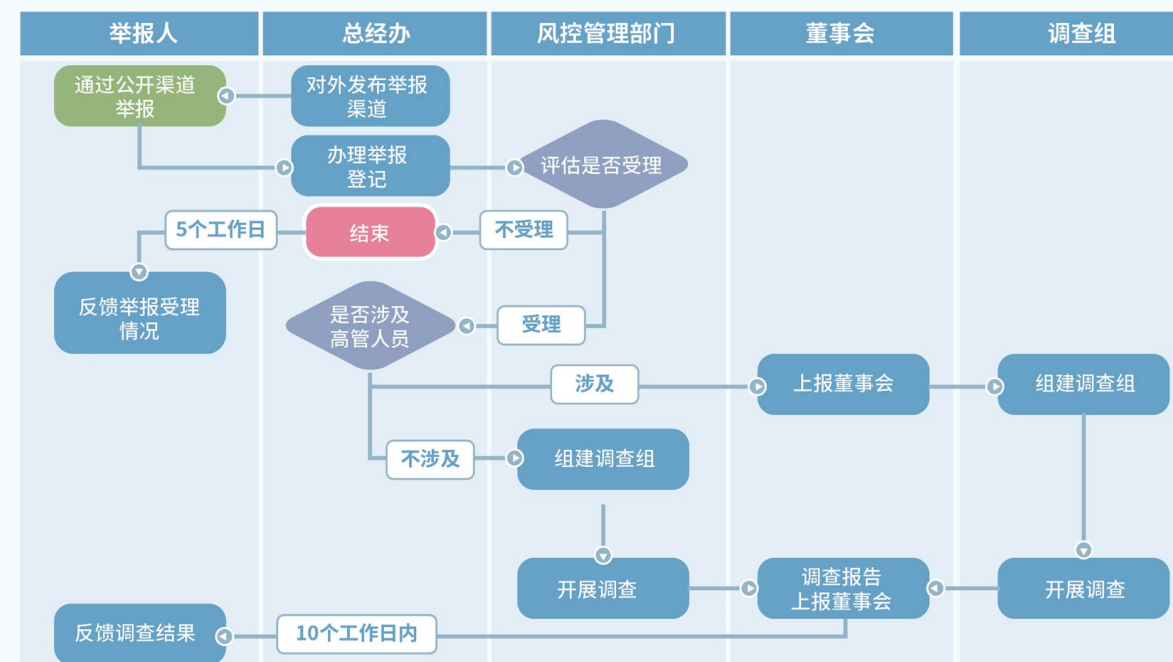 举报人
总经办
风控管理部门
董事会
调查组
通过公开渠道
举报
对外发布举报
渠道
办理举报
登记
评估是否受理
5个工作日
结束
不受理
反馈举报受理
情况
是否涉及
高管人员
受理
涉及
上报董事会
组建调查组
不涉及
组建调查组
开展调查
调查报告
上报董事会
开展调查
反馈调查结果
10个工作日内